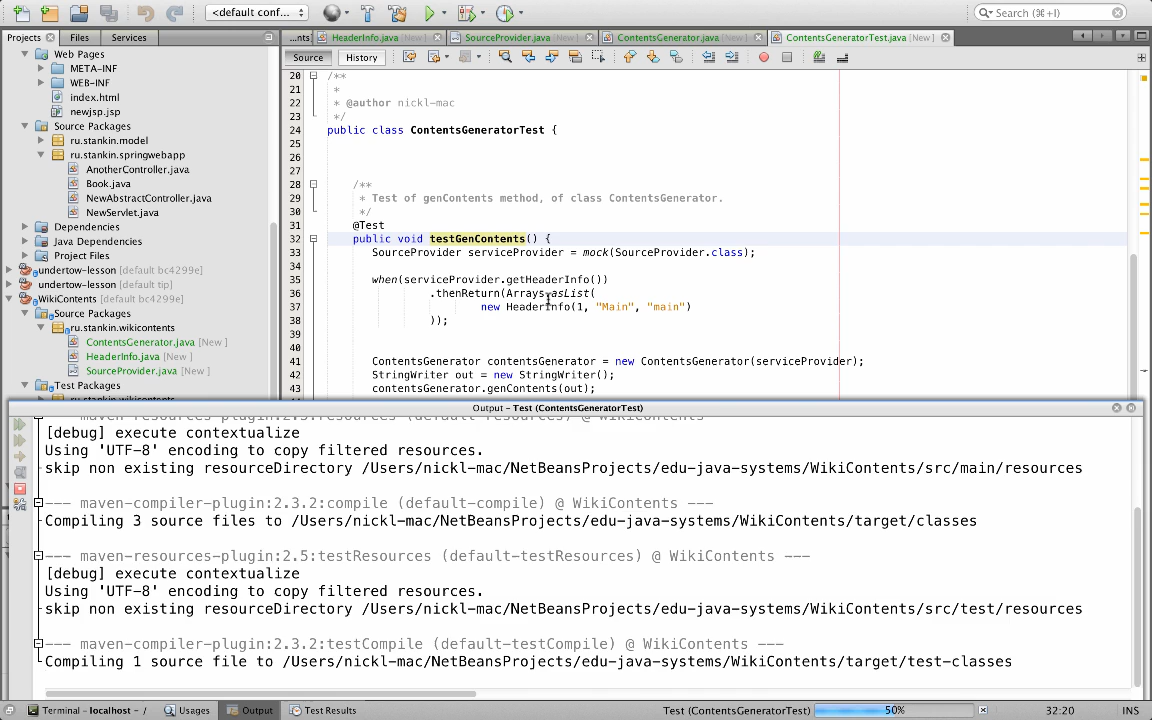 <default conf...
Search (⌘+I)
Projects
Files
Services
...nts
HeaderInfo.java [New ]
SourceProvider.java [New ]
ContentsGenerator.java [New ]
ContentsGeneratorTest.java [New ]
Source
History
Web Pages
META-INF
WEB-INF
index.html
newjsp.jsp
Source Packages
ru.stankin.model
ru.stankin.springwebapp
AnotherController.java
Book.java
NewAbstractController.java
NewServlet.java
Dependencies
Java Dependencies
Project Files
undertow-lesson [default bc4299e]
undertow-lesson [default bc4299e]
WikiContents [default bc4299e]
Source Packages
ru.stankin.wikicontents
ContentsGenerator.java [New ]
HeaderInfo.java [New ]
SourceProvider.java [New ]
Test Packages
20 /**
21 *
22 * @author nickl-mac
23 */
24 public class ContentsGeneratorTest {
25
26
27
28 /**
29 * Test of genContents method, of class ContentsGenerator.
30 */
31 @Test
32 public void testGenContents() {
33 SourceProvider serviceProvider = mock(SourceProvider.class);
34
35 when(serviceProvider.getHeaderInfo())
36 .thenReturn(Arrays.asList(
37 new HeaderInfo(1, "Main", "main")
38 ));
39
40
41 ContentsGenerator contentsGenerator = new ContentsGenerator(serviceProvider);
42 StringWriter out = new StringWriter();
43 contentsGenerator.genContents(out);
Output – Test (ContentsGeneratorTest)
[debug] execute contextualize
Using 'UTF-8' encoding to copy filtered resources.
skip non existing resourceDirectory /Users/nickl-mac/NetBeansProjects/edu-java-systems/WikiContents/src/main/resources
--- maven-compiler-plugin:2.3.2:compile (default-compile) @ WikiContents ---
Compiling 3 source files to /Users/nickl-mac/NetBeansProjects/edu-java-systems/WikiContents/target/classes
--- maven-resources-plugin:2.5:testResources (default-testResources) @ WikiContents ---
[debug] execute contextualize
Using 'UTF-8' encoding to copy filtered resources.
skip non existing resourceDirectory /Users/nickl-mac/NetBeansProjects/edu-java-systems/WikiContents/src/test/resources
--- maven-compiler-plugin:2.3.2:testCompile (default-testCompile) @ WikiContents ---
Compiling 1 source file to /Users/nickl-mac/NetBeansProjects/edu-java-systems/WikiContents/target/test-classes
Terminal – localhost – /
Usages
Output
Test Results
Test (ContentsGeneratorTest)
50%
32:20
INS